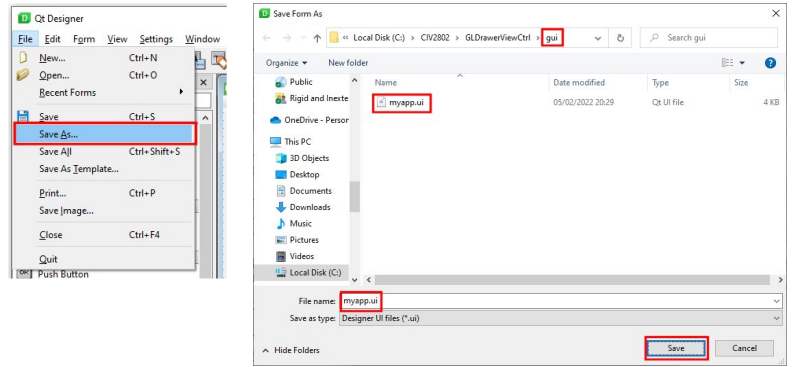 Qt Designer
File Edit Form View Settings Window
New... Ctrl+N
Open... Ctrl+O
Recent Forms
Save Ctrl+S
Save As...
Save All Ctrl+Shift+S
Save As Template...
Print... Ctrl+P
Save Image...
Close Ctrl+F4
Quit
OK Push Button
Save Form As
« Local Disk (C:) › CIV2802 › GLDrawerViewCtrl › gui
Search gui
Organize New folder
Name Date modified Type Size
Public
Rigid and Inexte
OneDrive - Person
This PC
3D Objects
Desktop
Documents
Downloads
Music
Pictures
Videos
Local Disk (C:)
myapp.ui 05/02/2022 20:29 Qt UI file 4 KB
File name: myapp.ui
Save as type: Designer UI files (*.ui)
Hide Folders
Save Cancel